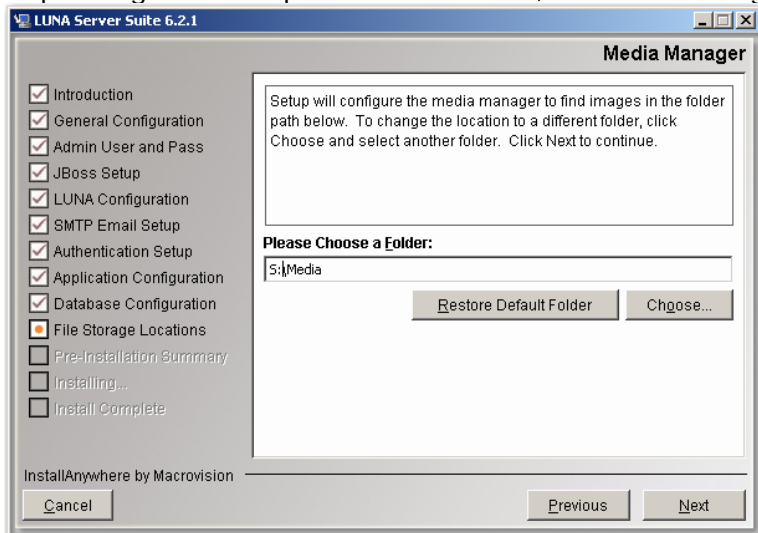 LUNA Server Suite 6.2.1
Media Manager
Introduction
General Configuration
Admin User and Pass
JBoss Setup
LUNA Configuration
SMTP Email Setup
Authentication Setup
Application Configuration
Database Configuration
File Storage Locations
Pre-Installation Summary
Installing...
Install Complete
Setup will configure the media manager to find images in the folder
path below. To change the location to a different folder, click
Choose and select another folder. Click Next to continue.
Please Choose a Folder:
S:\Media
Restore Default Folder
Choose...
InstallAnywhere by Macrovision
Cancel
Previous
Next